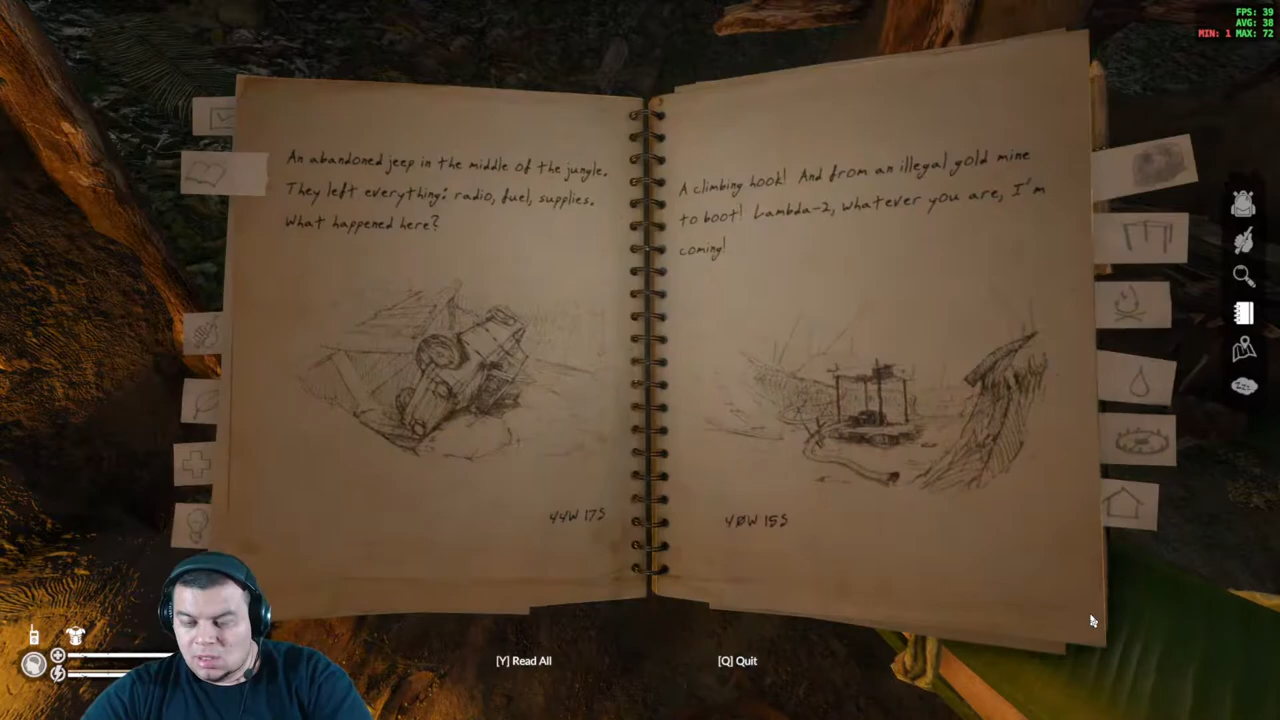 FPS: 39
AVG: 38
MIN: 1 MAX: 72
An abandoned jeep in the middle of the jungle.
They left everything: radio, fuel, supplies.
What happened here?
44W 17S
A climbing hook! And from an illegal gold mine
to boot! Lambda-2, whatever you are, I'm
coming!
40W 15S
[Y] Read All
[Q] Quit